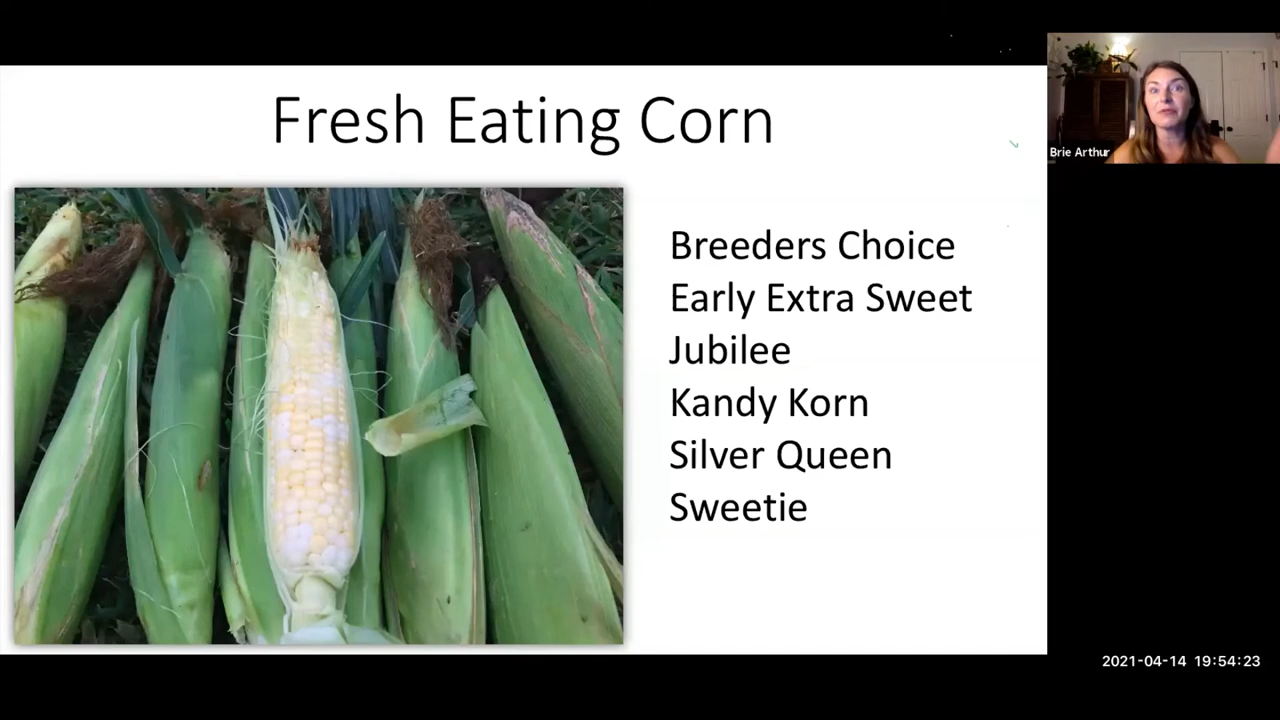 Fresh Eating Corn
Brie Arthur
Breeders Choice
Early Extra Sweet
Jubilee
Kandy Korn
Silver Queen
Sweetie
2021-04-14 19:54:23